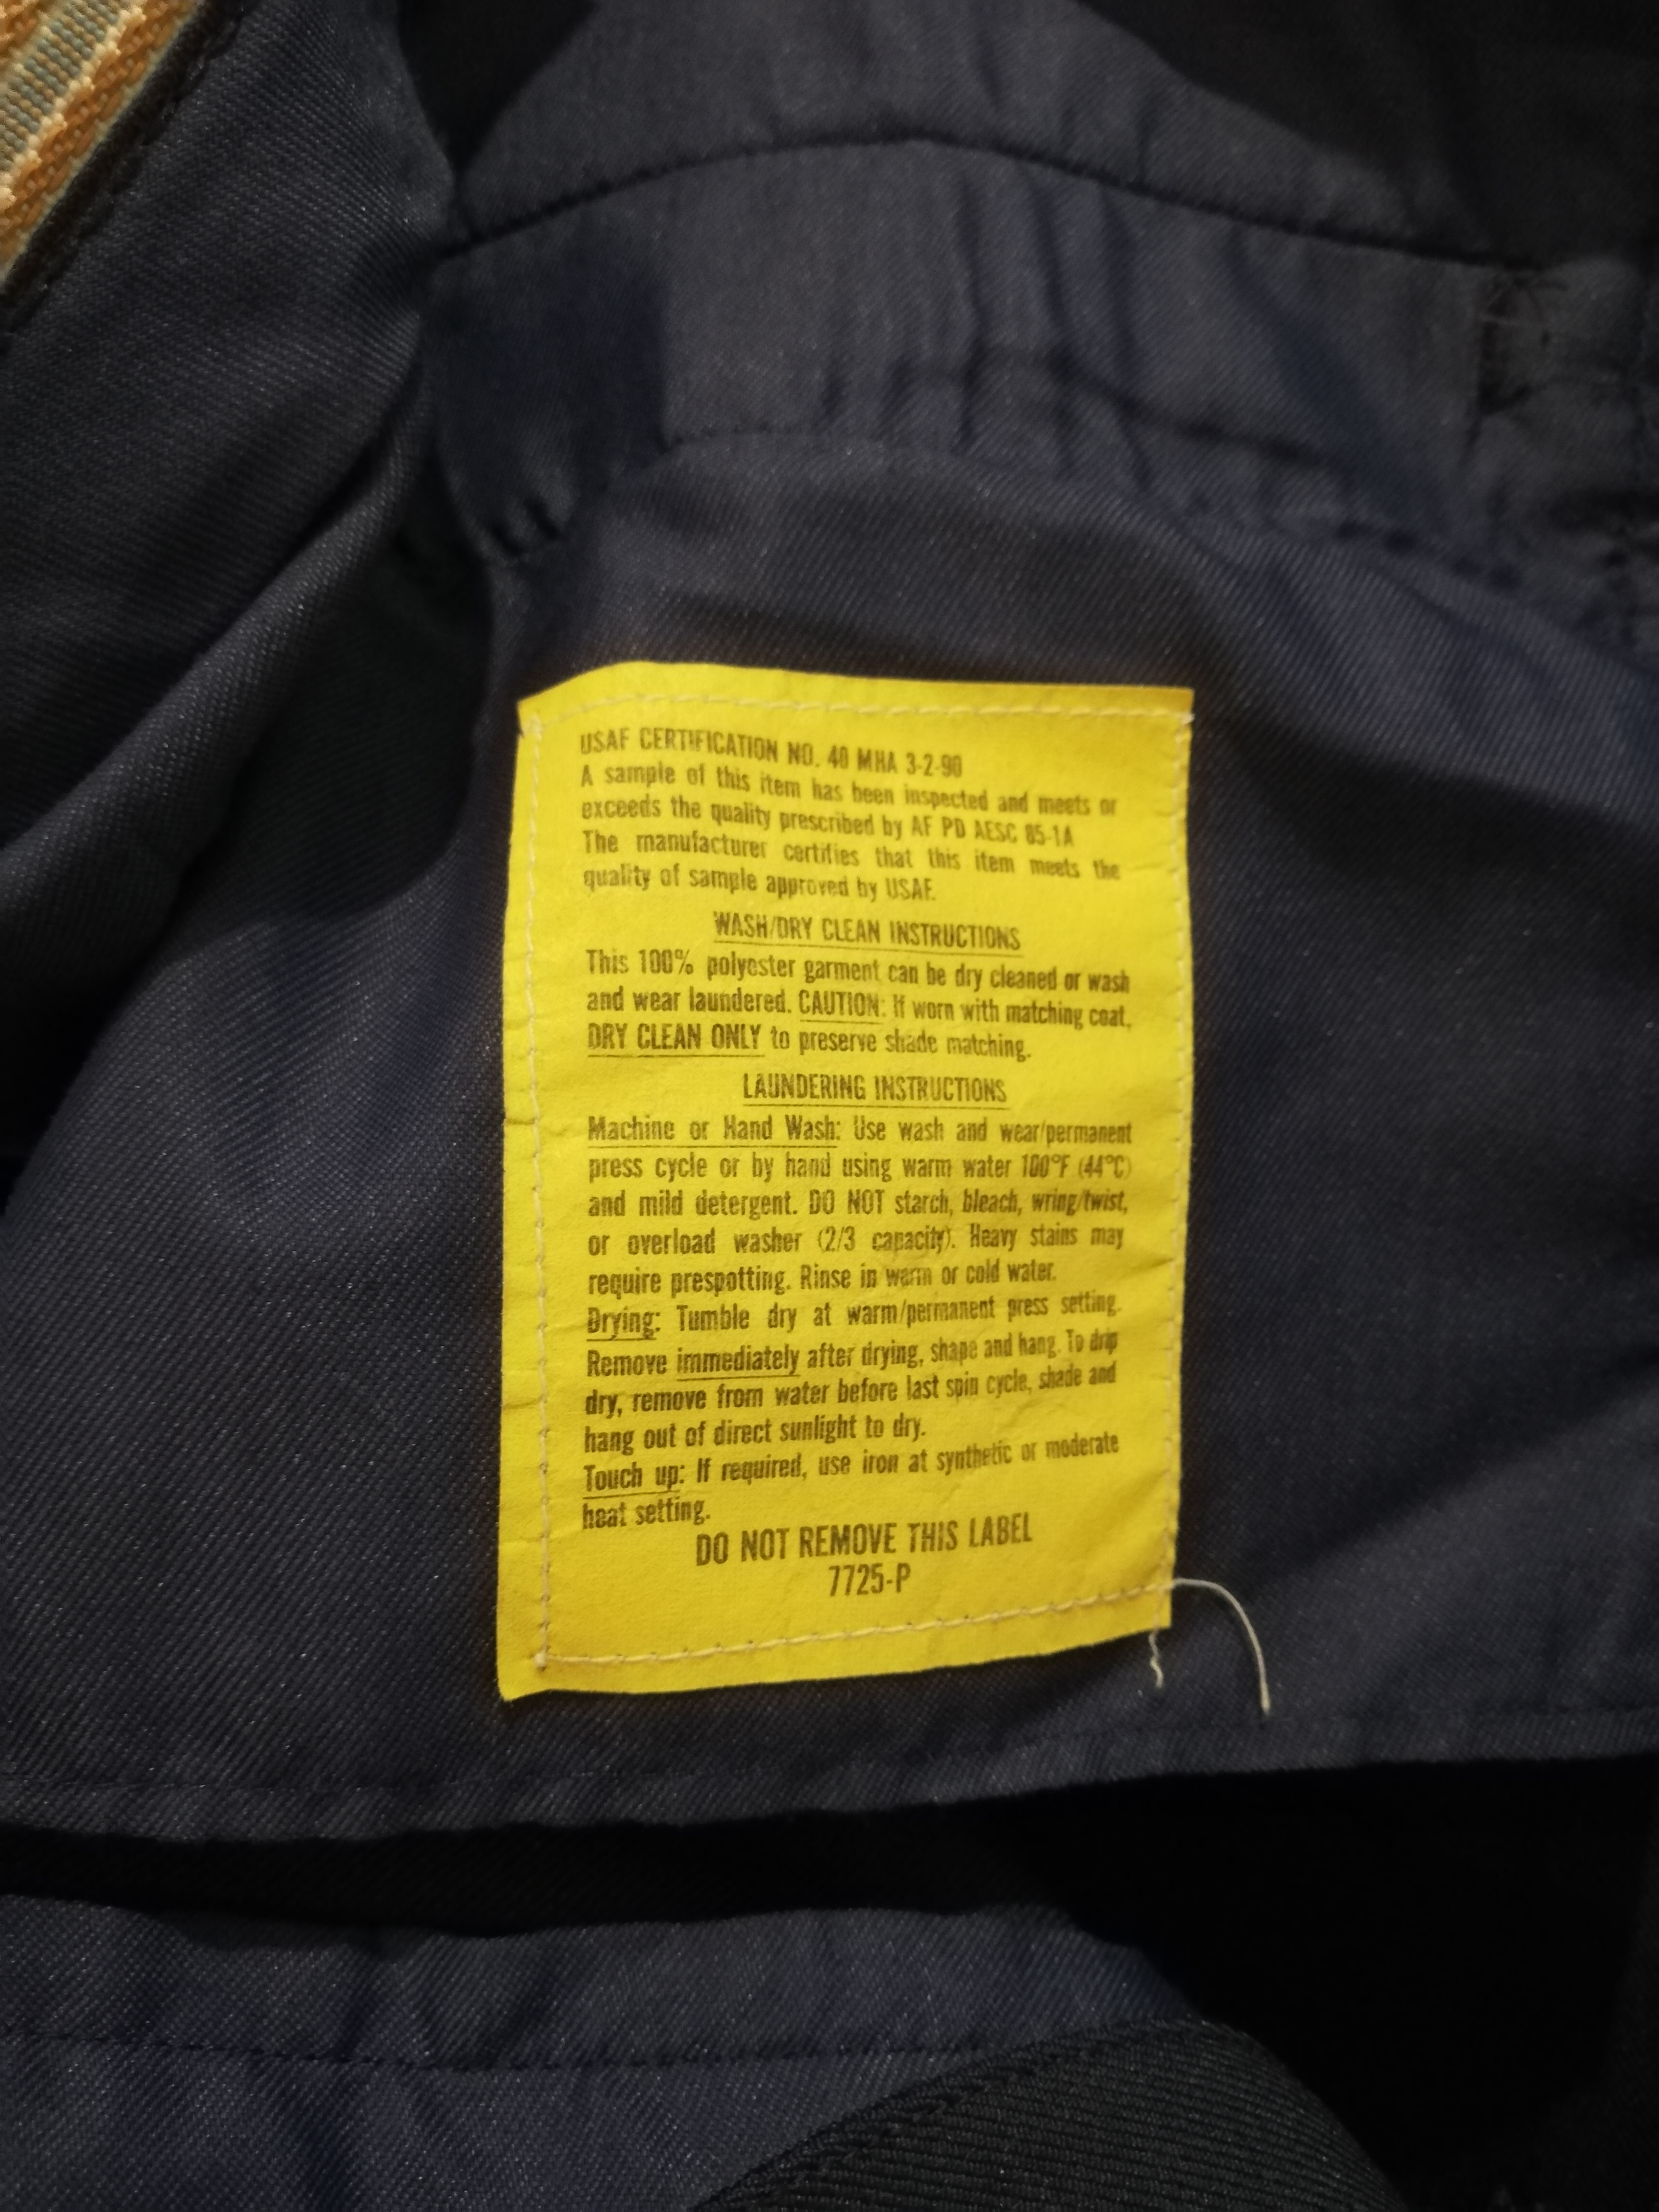 USAF CERTIFICATION NO. 40 MHA 3-2-90
A sample of this item has been inspected and meets or
exceeds the quality prescribed by AF PD AESC 85-1A
The manufacturer certifies that this item meets the
quality of sample approved by USAF.
WASH/DRY CLEAN INSTRUCTIONS
This 100% polyester garment can be dry cleaned or wash
and wear laundered. CAUTION: If worn with matching coat,
DRY CLEAN ONLY to preserve shade matching.
LAUNDERING INSTRUCTIONS
Machine or Hand Wash: Use wash and wear/permanent
press cycle or by hand using warm water 100°F (44°C)
and mild detergent. DO NOT starch, bleach, wring/twist,
or overload washer (2/3 capacity). Heavy stains may
require prespotting. Rinse in warm or cold water.
Drying: Tumble dry at warm/permanent press setting.
Remove immediately after drying, shape and hang. To drip
dry, remove from water before last spin cycle, shade and
hang out of direct sunlight to dry.
Touch up: If required, use iron at synthetic or moderate
heat setting.
DO NOT REMOVE THIS LABEL
7725-P